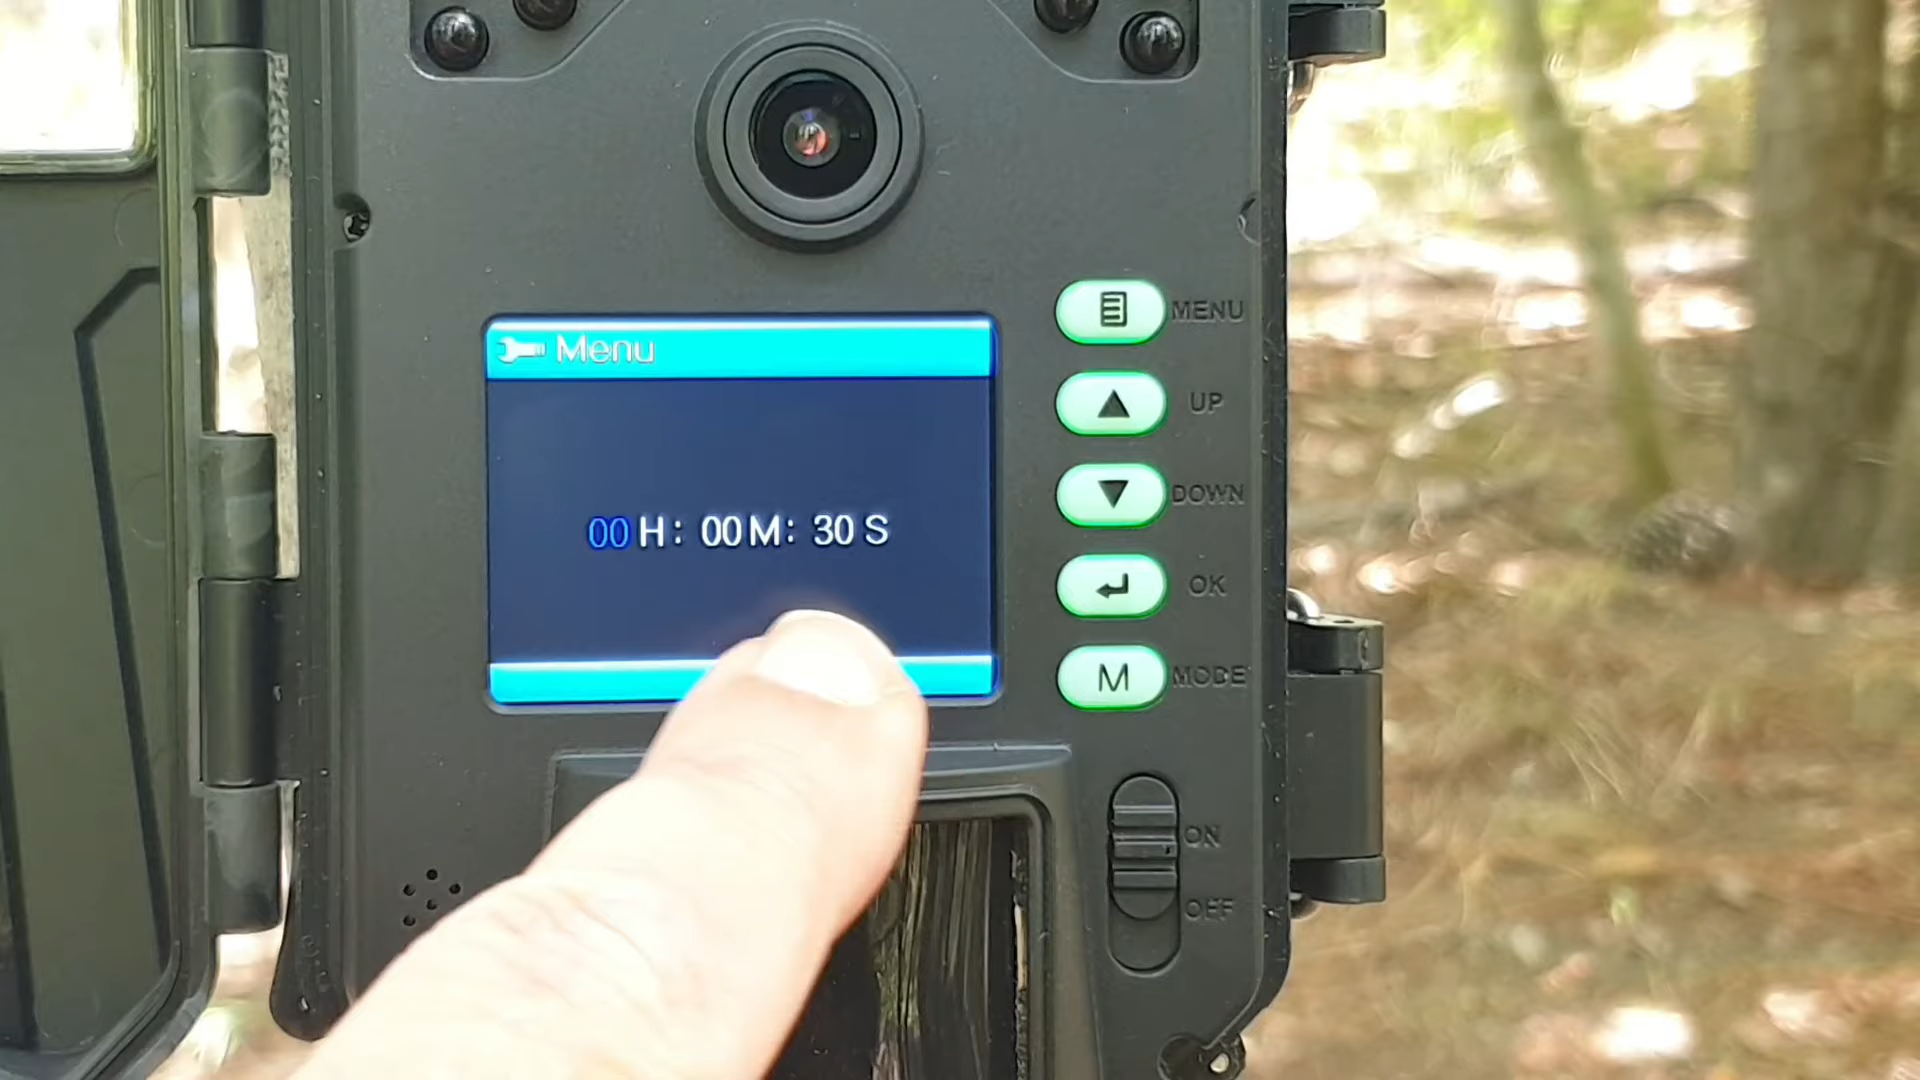 MENU
Menu
UP
DOWN
00 H: 00 M: 30 S
OK
M MODE
ON
OFF